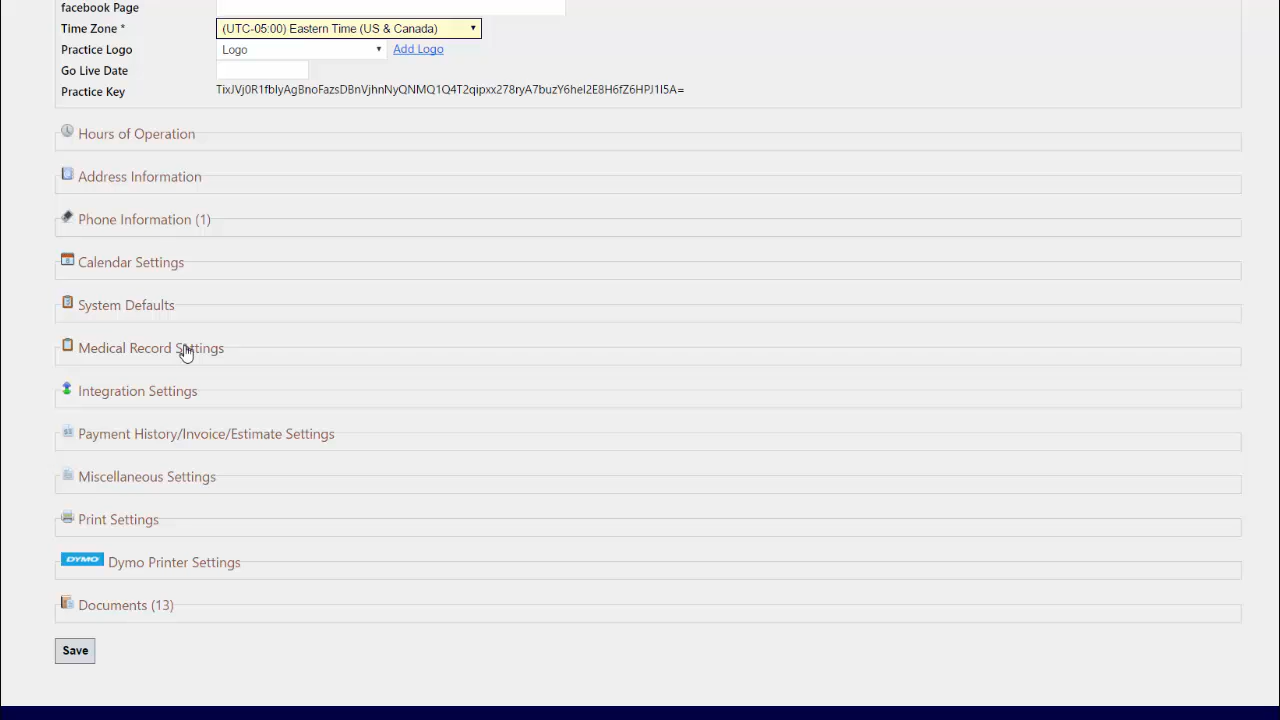 facebook Page
Time Zone * (UTC-05:00) Eastern Time (US & Canada)
Practice Logo Logo Add Logo
Go Live Date
Practice Key TixJVj0R1fbIyAgBnoFazsDBnVjhnNyQNMQ1Q4T2qipxx278ryA7buzY6heI2E8H6fZ6HPJ1I5A=
Hours of Operation
Address Information
Phone Information (1)
Calendar Settings
System Defaults
Medical Record Settings
Integration Settings
Payment History/Invoice/Estimate Settings
Miscellaneous Settings
Print Settings
DYMO Dymo Printer Settings
Documents (13)
Save